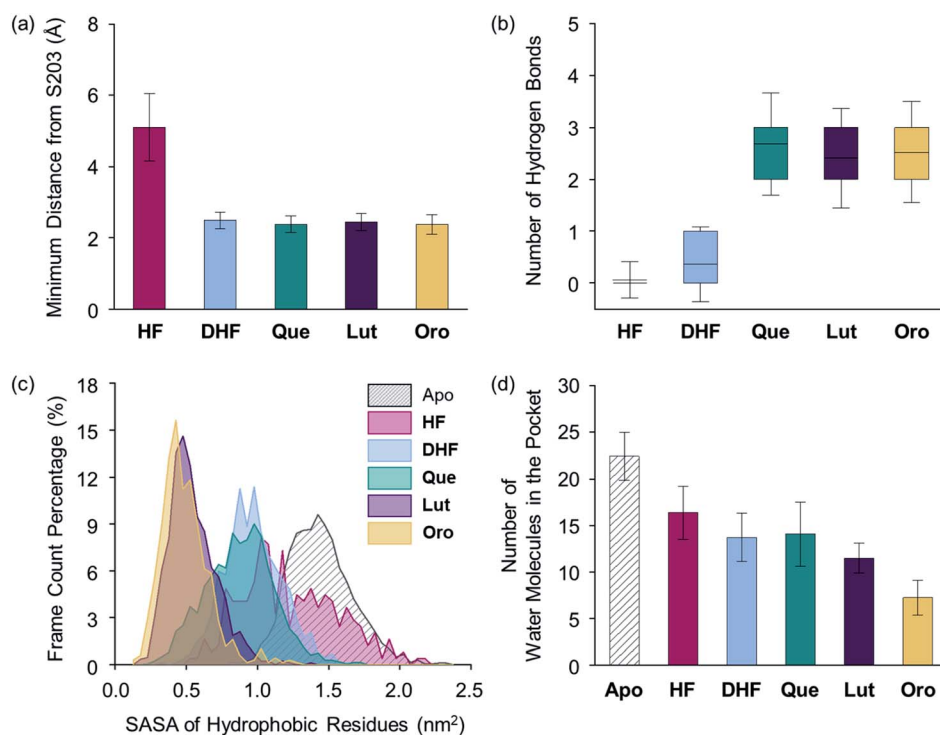 (a)
Minimum Distance from S203 (Å)
8
6
4
2
0
HF DHF Que Lut Oro
(b)
Number of Hydrogen Bonds
5
4
3
2
1
0
HF DHF Que Lut Oro
(c)
Frame Count Percentage (%)
18
15
12
9
6
3
0
0.0 0.5 1.0 1.5 2.0 2.5
SASA of Hydrophobic Residues (nm²)
Apo
HF
DHF
Que
Lut
Oro
(d)
Number of
Water Molecules in the Pocket
30
25
20
15
10
5
0
Apo HF DHF Que Lut Oro